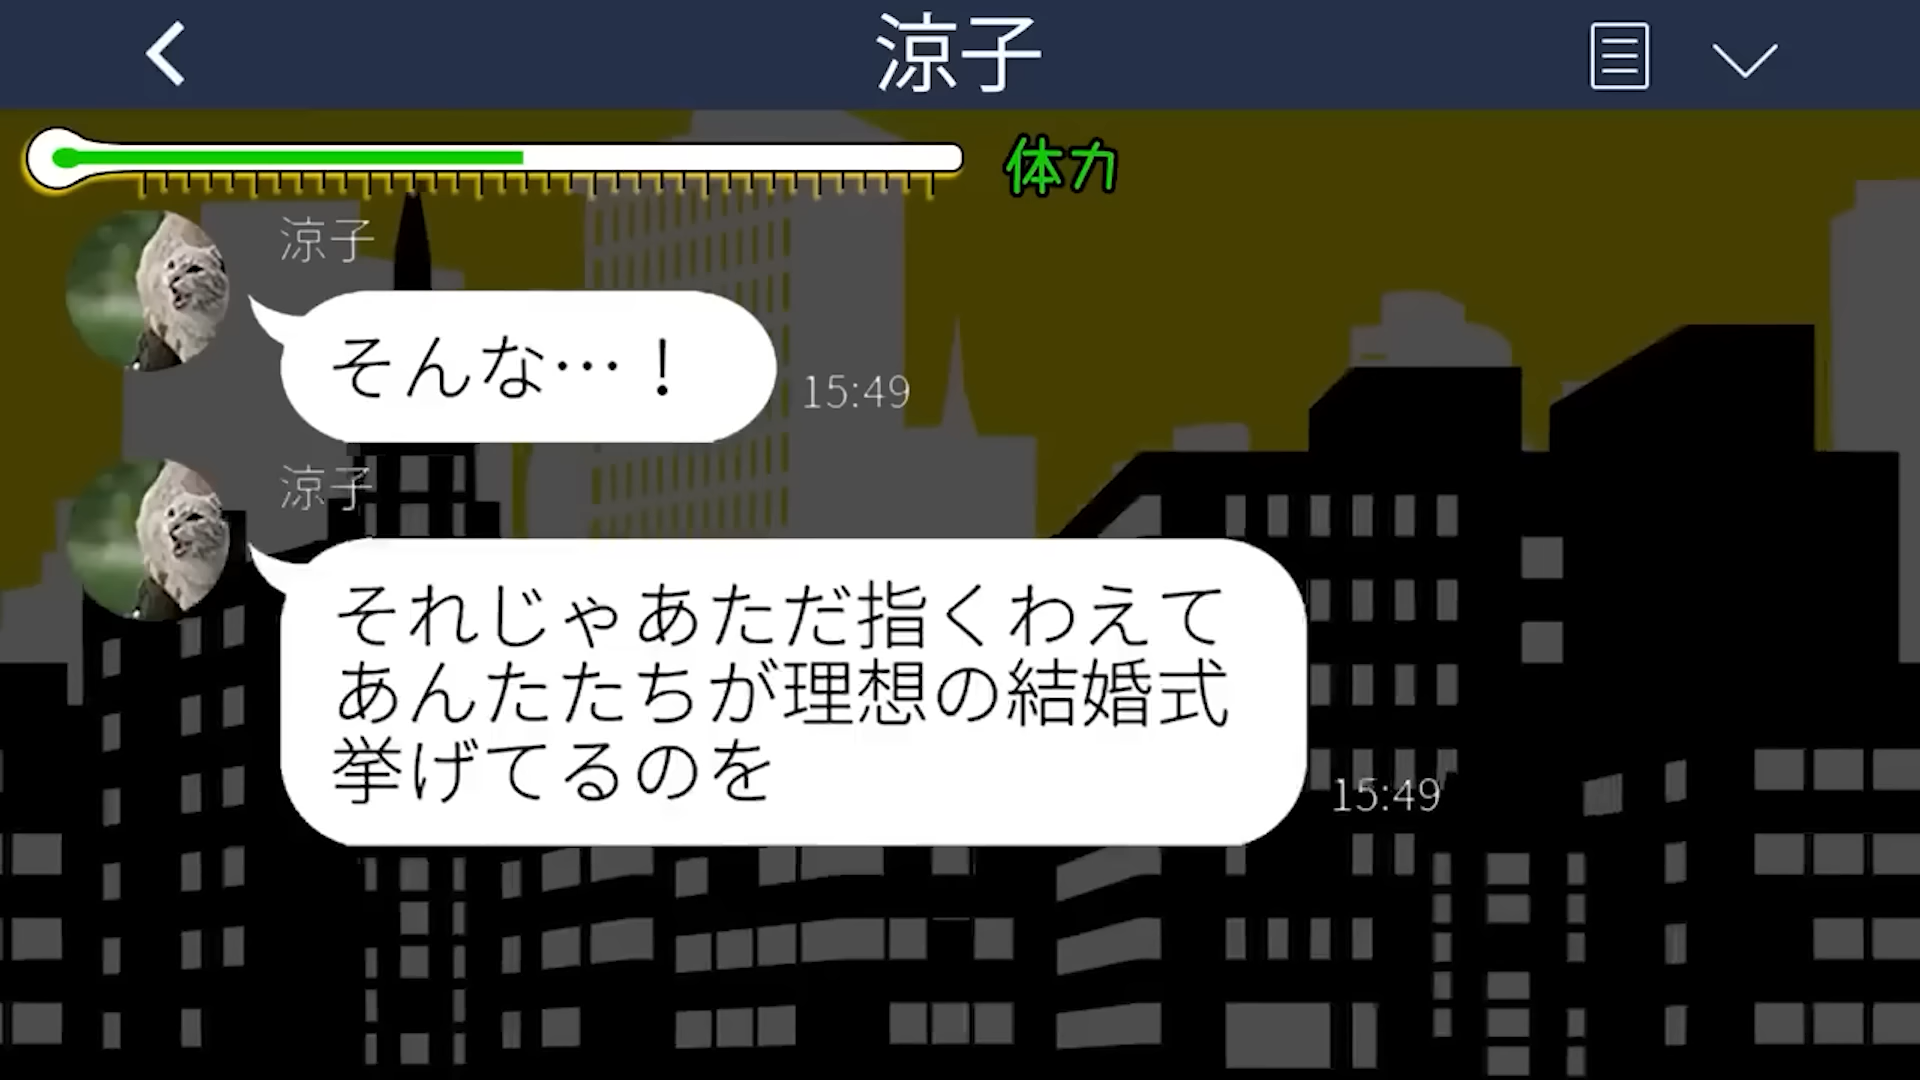 涼子
体力
涼子
そんな…！
15:49
涼子
それじゃあただ指くわえて
あんたたちが理想の結婚式
挙げてるのを
15:49